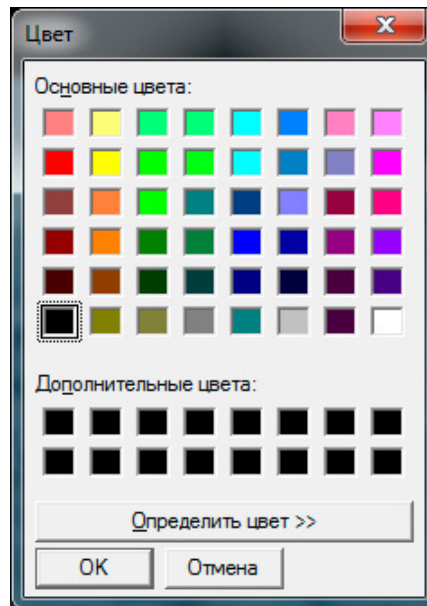 Цвет
Основные цвета:
Дополнительные цвета:
Определить цвет >>
OK
Отмена